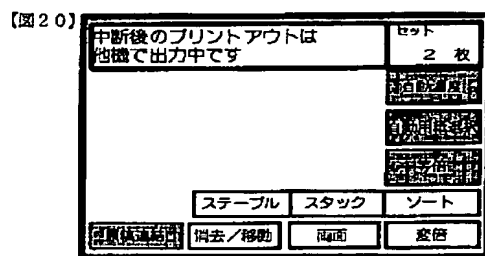 【図20】
中断後のプリントアウトは
他機で出力中です
セット
2 枚
ステープル
スタック
ソート
消去/移動
両面
変倍